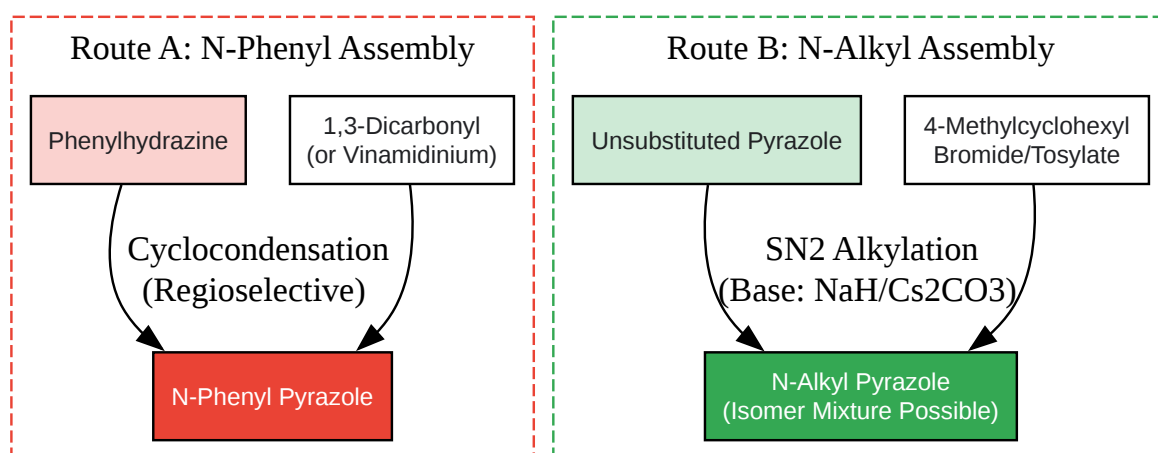 Route A: N-Phenyl Assembly
Phenylhydrazine
1,3-Dicarbonyl
(or Vinamidinium)
Cyclocondensation
(Regioselective)
N-Phenyl Pyrazole
Route B: N-Alkyl Assembly
Unsubstituted Pyrazole
4-Methylcyclohexyl
Bromide/Tosylate
SN2 Alkylation
(Base: NaH/Cs2CO3)
N-Alkyl Pyrazole
(Isomer Mixture Possible)